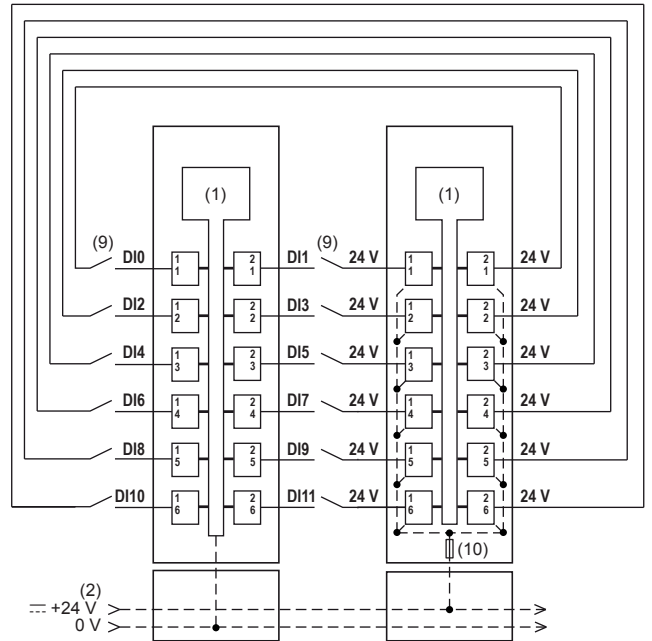 (1) (1)
(9) DI0 1 1 2 1 DI1 (9) 24 V 1 1 2 1 24 V
DI2 1 2 2 2 DI3 24 V 1 2 2 2 24 V
DI4 1 3 2 3 DI5 24 V 1 3 2 3 24 V
DI6 1 4 2 4 DI7 24 V 1 4 2 4 24 V
DI8 1 5 2 5 DI9 24 V 1 5 2 5 24 V
DI10 1 6 2 6 DI11 24 V 1 6 2 6 24 V
(10)
(2)
+24 V
0 V